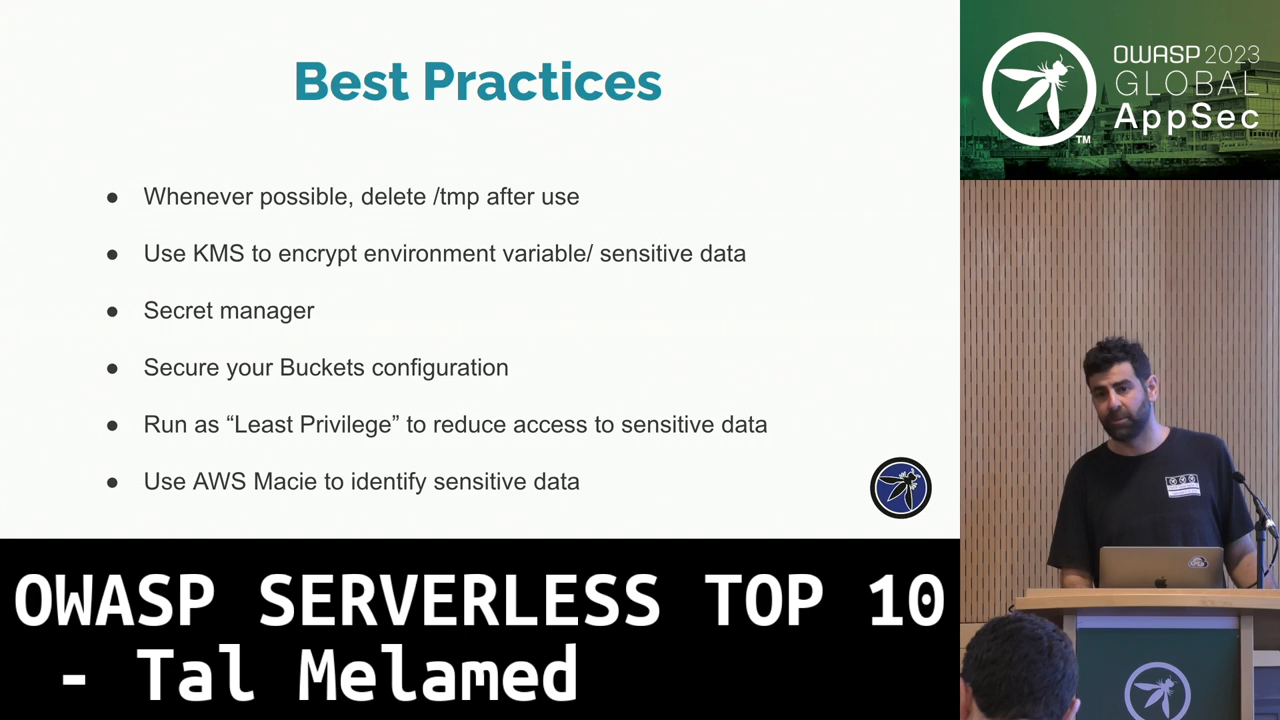 Best Practices
● Whenever possible, delete /tmp after use
● Use KMS to encrypt environment variable/ sensitive data
● Secret manager
● Secure your Buckets configuration
● Run as “Least Privilege” to reduce access to sensitive data
● Use AWS Macie to identify sensitive data
OWASP 2023
GLOBAL
AppSec
TM
OWASP SERVERLESS TOP 10
- Tal Melamed